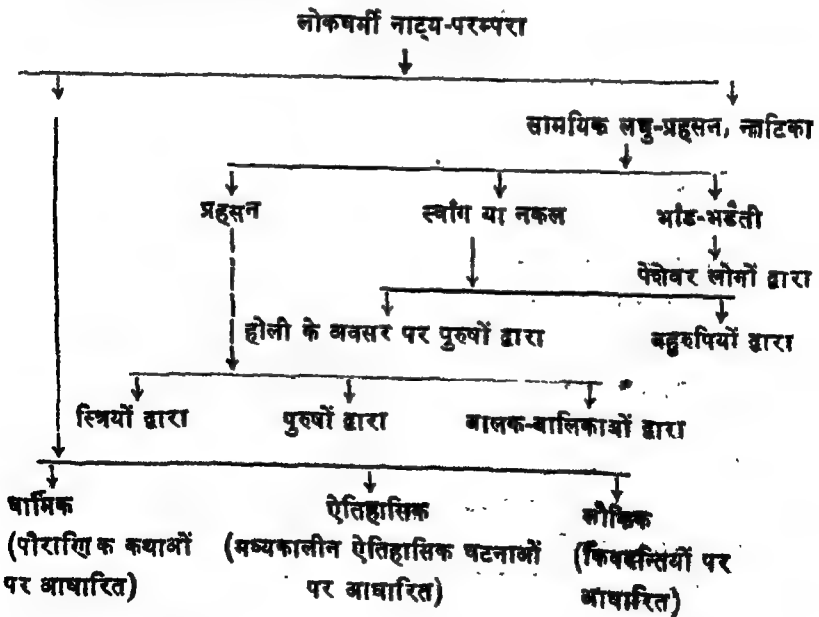 लोकधर्मी नाट्य-परम्परा
सामयिक लघु-प्रहसन, नाटिका
प्रहसन
स्वाँग या नकल
भाँड-भडैती
पेशेवर लोगों द्वारा
होली के अवसर पर पुरुषों द्वारा
बहुरुपियों द्वारा
स्त्रियों द्वारा
पुरुषों द्वारा
बालक-बालिकाओं द्वारा
धार्मिक
(पौराणिक कथाओं
पर आधारित)
ऐतिहासिक
(मध्यकालीन ऐतिहासिक घटनाओं
पर आधारित)
लौकिक
(किंवदन्तियों पर
आधारित)